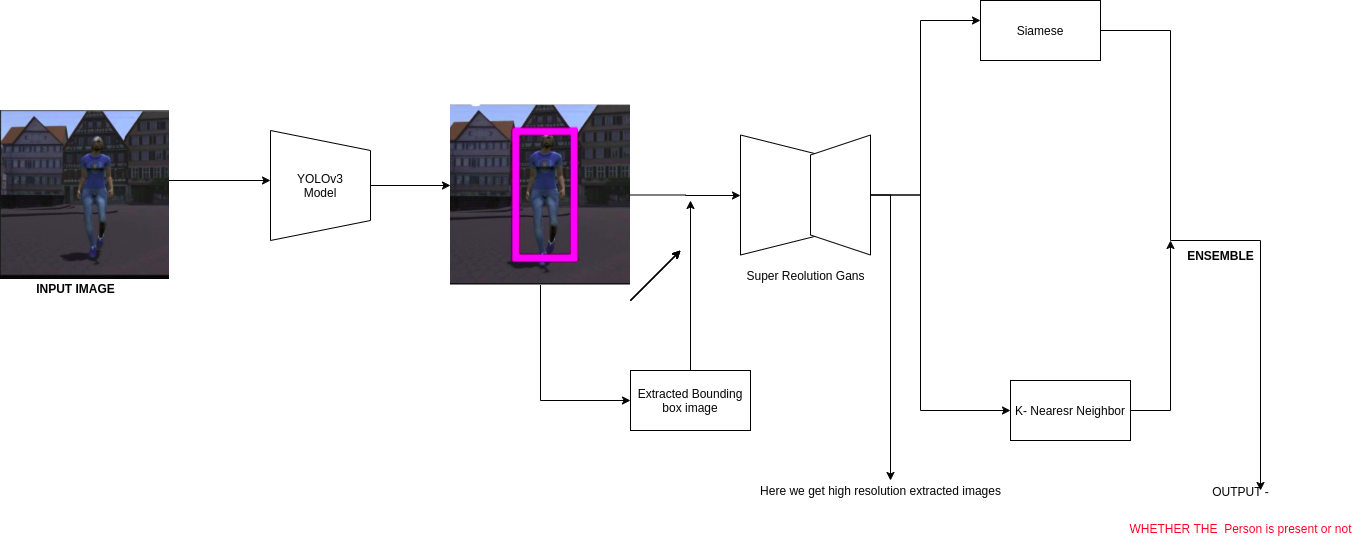 Siamese
YOLOv3
Model
INPUT IMAGE
Super Reolution Gans
ENSEMBLE
Extracted Bounding
box image
K- Nearesr Neighbor
Here we get high resolution extracted images
OUTPUT -
WHETHER THE  Person is present or not